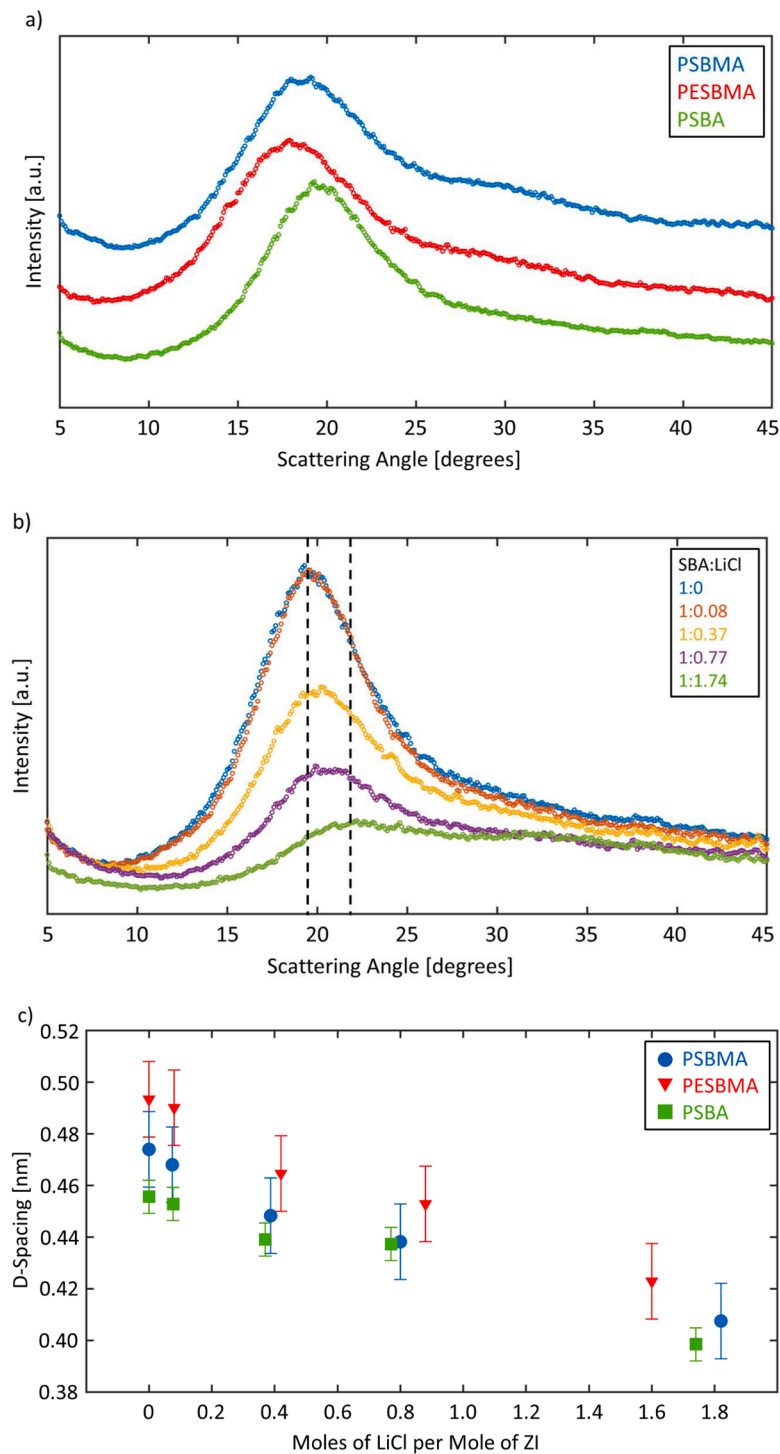 a)
PSBMA
PESBMA
PSBA
Intensity [a.u.]
5 10 15 20 25 30 35 40 45
Scattering Angle [degrees]
b)
SBA:LiCl
1:0
1:0.08
1:0.37
1:0.77
1:1.74
Intensity [a.u.]
5 10 15 20 25 30 35 40 45
Scattering Angle [degrees]
c)
0.52
0.50
0.48
0.46
0.44
0.42
0.40
0.38
PSBMA
PESBMA
PSBA
D-Spacing [nm]
0 0.2 0.4 0.6 0.8 1.0 1.2 1.4 1.6 1.8
Moles of LiCl per Mole of ZI